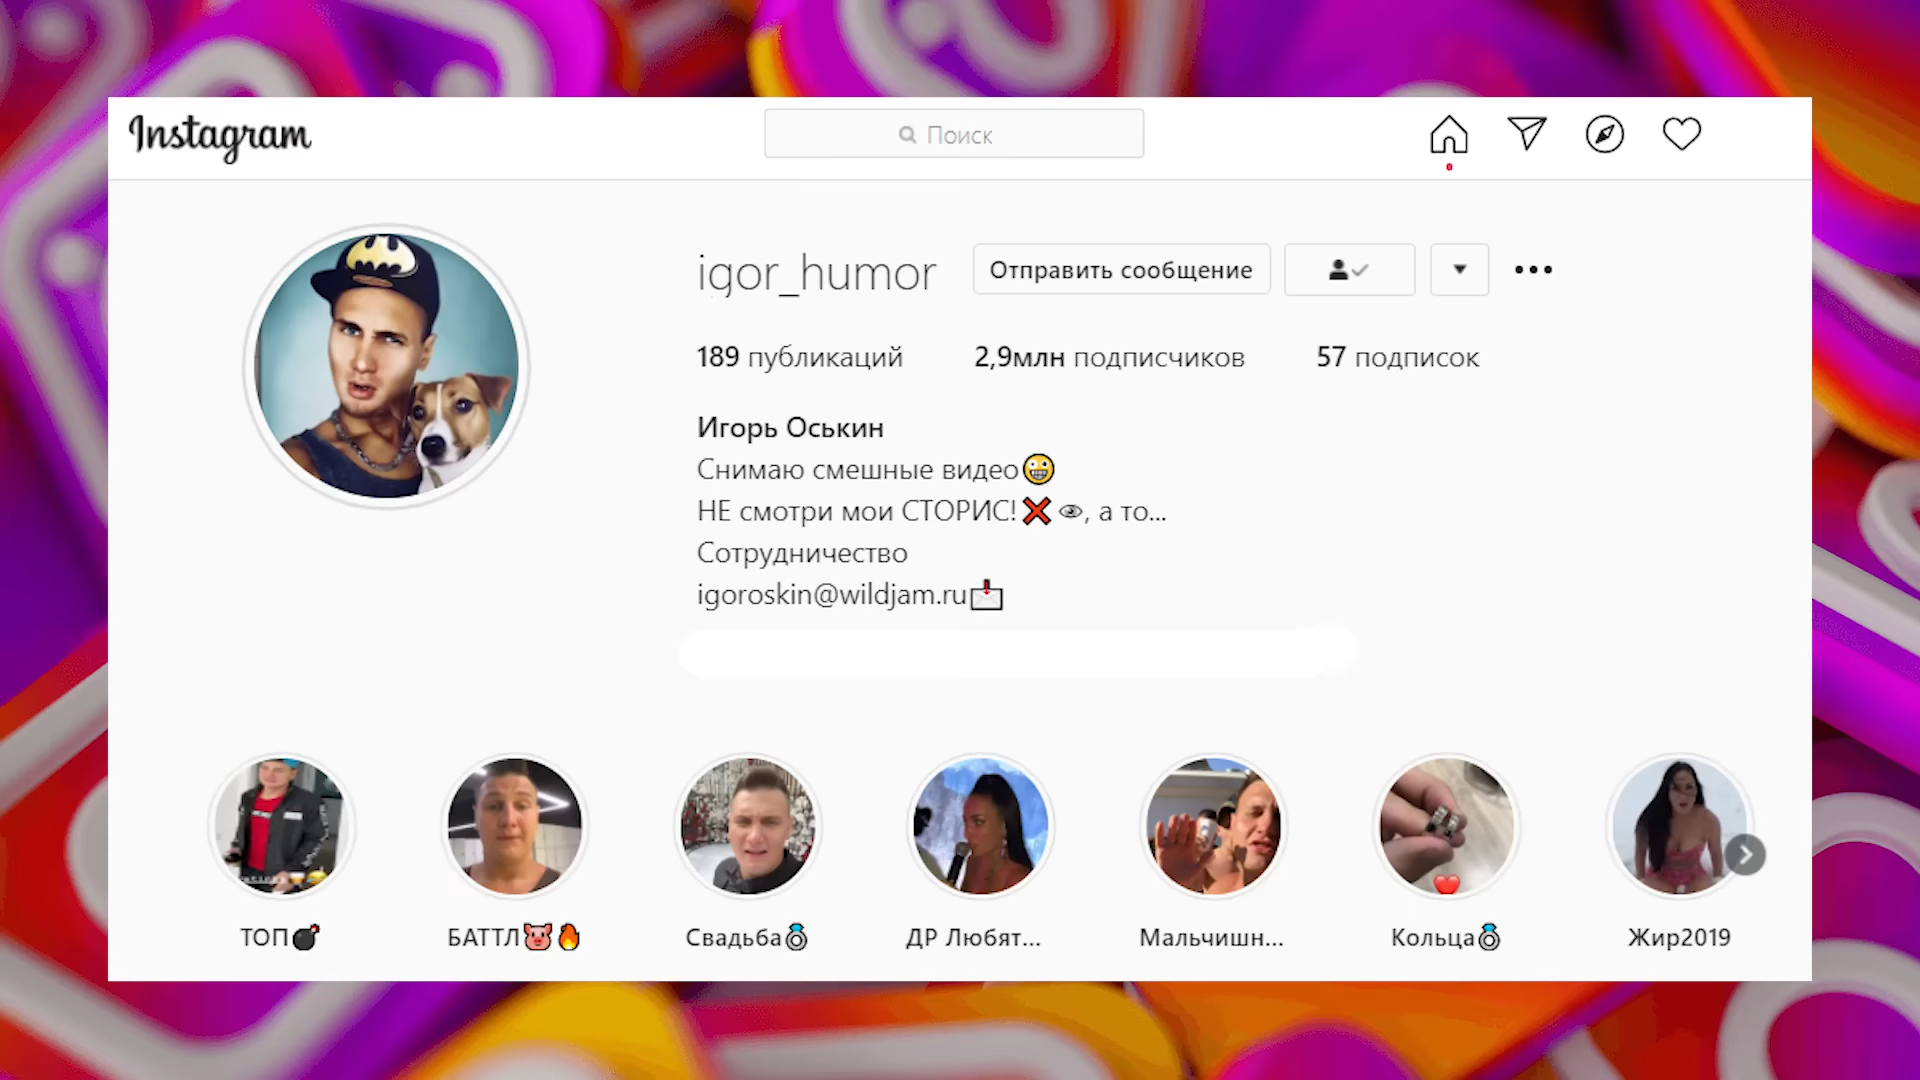 Instagram
Поиск
igor_humor
Отправить сообщение
189 публикаций
2,9млн подписчиков
57 подписок
Игорь Оськин
Снимаю смешные видео😀
НЕ смотри мои СТОРИС!❌👁, а то...
Сотрудничество
igoroskin@wildjam.ru📩
ТОП💣
БАТТЛ🐷🔥
Свадьба💍
ДР Любят...
Мальчишн...
Кольца💍
Жир2019